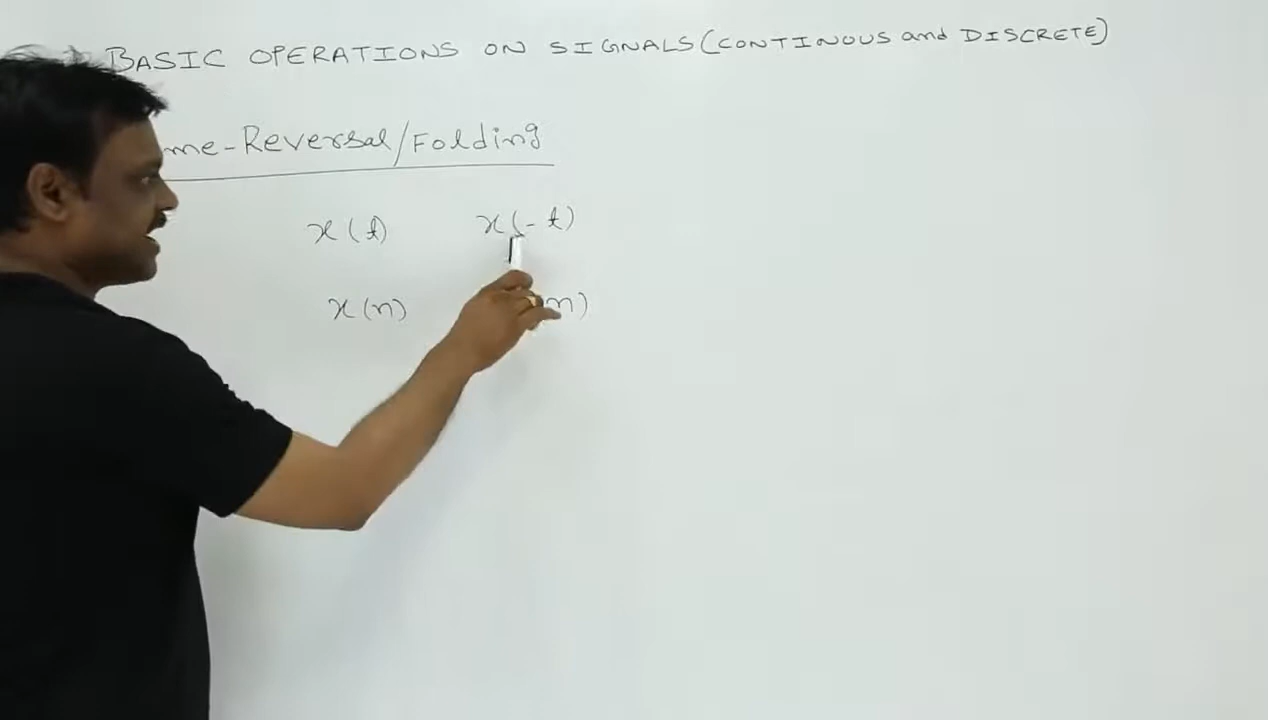 BASIC OPERATIONS ON SIGNALS (CONTINOUS and DISCRETE)
me-Reversal/Folding
x(t) x(-t)
x(n) n)